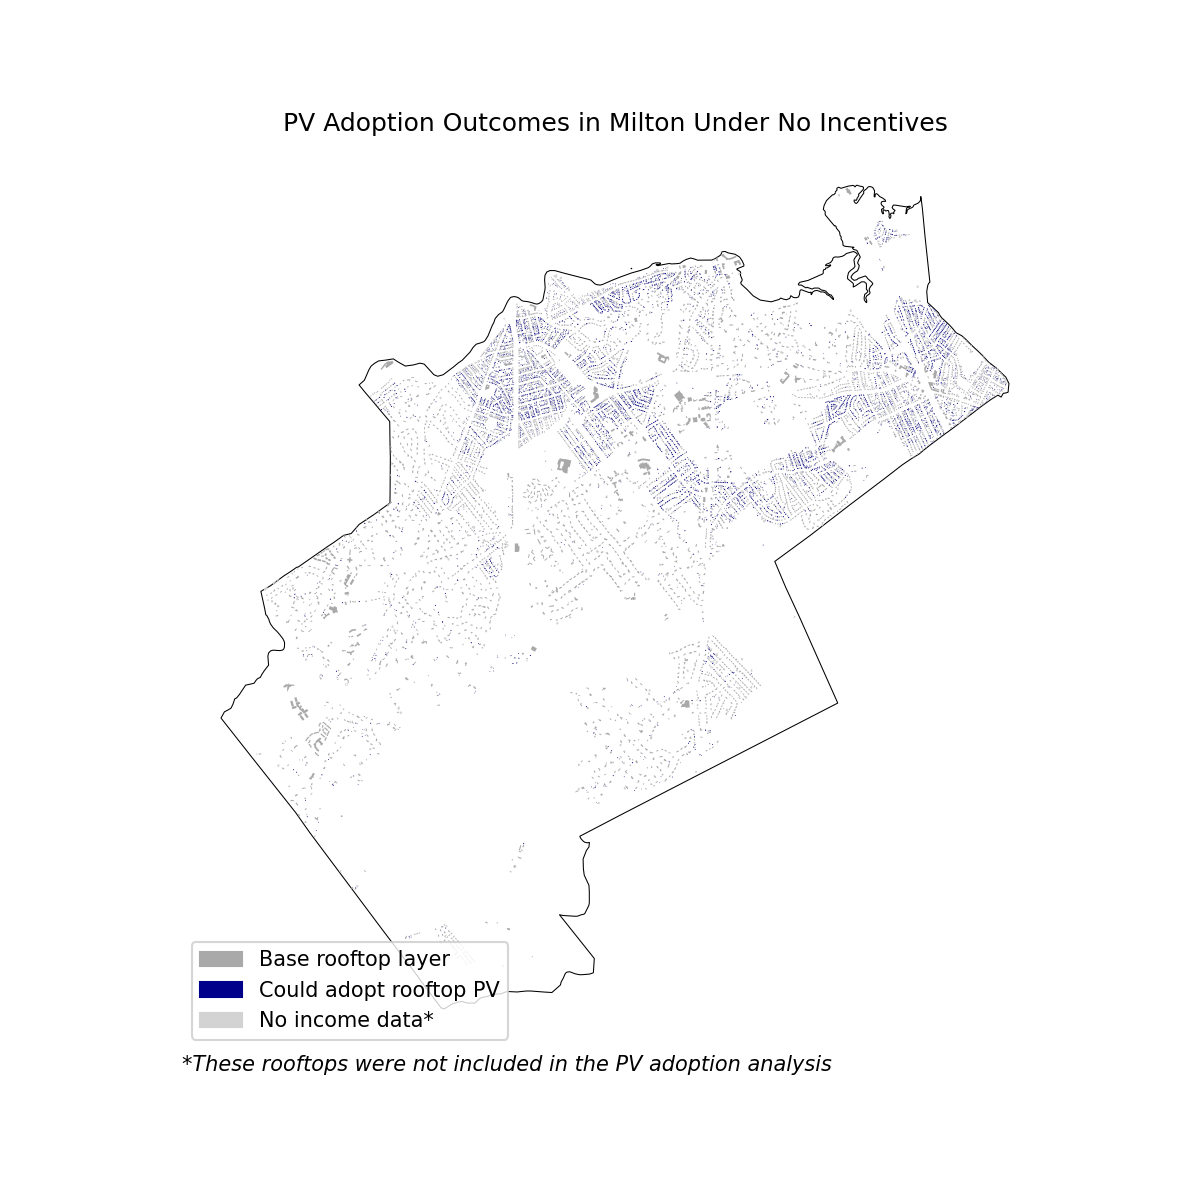 PV Adoption Outcomes in Milton Under No Incentives
Base rooftop layer
Could adopt rooftop PV
No income data*
*These rooftops were not included in the PV adoption analysis